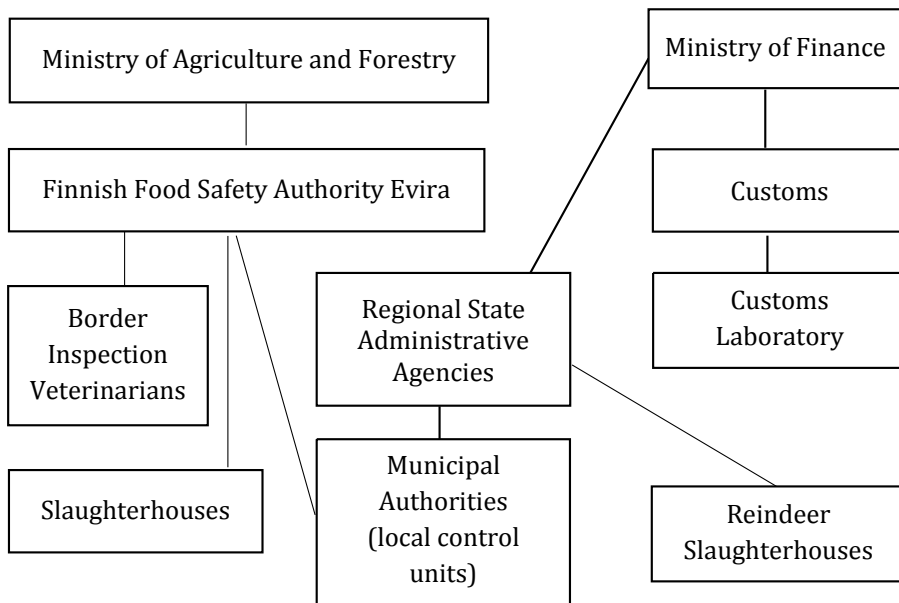 Ministry of Agriculture and Forestry
Ministry of Finance
Finnish Food Safety Authority Evira
Customs
Border
Inspection
Veterinarians
Regional State
Administrative
Agencies
Customs
Laboratory
Slaughterhouses
Municipal
Authorities
(local control
units)
Reindeer
Slaughterhouses